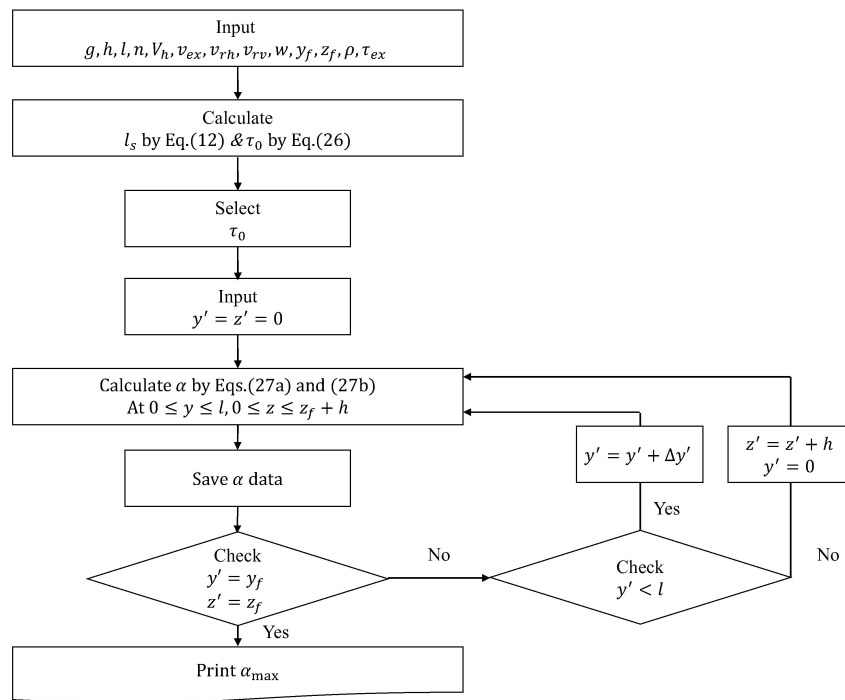 Input
g, h, l, n, V_h, v_ex, v_rh, v_rv, w, y_f, z_f, ρ, τ_ex
Calculate
l_s by Eq.(12) & τ_0 by Eq.(26)
Select
τ_0
Input
y′ = z′ = 0
Calculate α by Eqs.(27a) and (27b)
At 0 ≤ y ≤ l, 0 ≤ z ≤ z_f + h
y′ = y′ + Δy′
z′ = z′ + h
y′ = 0
Save α data
Yes
Check
y′ = y_f
z′ = z_f
No
Check
y′ < l
No
Yes
Print α_max